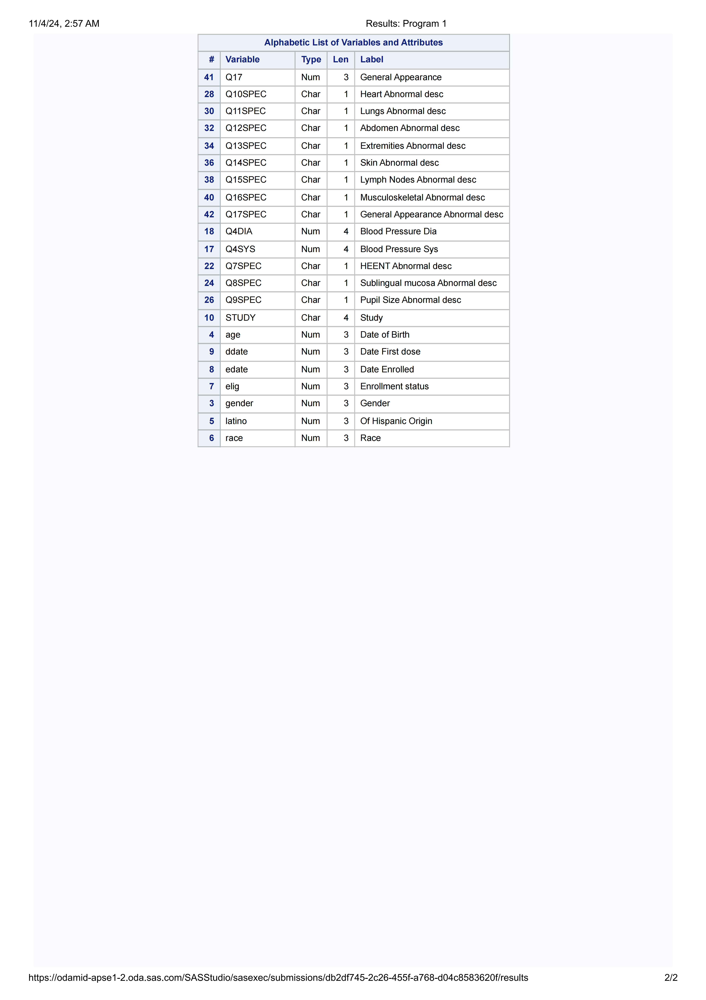 11/4/24, 2:57 AM Results: Program 1
Alphabetic List of Variables and Attributes
# Variable Type Len Label
41 Q17 Num 3 General Appearance
28 Q10SPEC Char 1 Heart Abnormal desc
30 Q11SPEC Char 1 Lungs Abnormal desc
32 Q12SPEC Char 1 Abdomen Abnormal desc
34 Q13SPEC Char 1 Extremities Abnormal desc
36 Q14SPEC Char 1 Skin Abnormal desc
38 Q15SPEC Char 1 Lymph Nodes Abnormal desc
40 Q16SPEC Char 1 Musculoskeletal Abnormal desc
42 Q17SPEC Char 1 General Appearance Abnormal desc
18 Q4DIA Num 4 Blood Pressure Dia
17 Q4SYS Num 4 Blood Pressure Sys
22 Q7SPEC Char 1 HEENT Abnormal desc
24 Q8SPEC Char 1 Sublingual mucosa Abnormal desc
26 Q9SPEC Char 1 Pupil Size Abnormal desc
10 STUDY Char 4 Study
4 age Num 3 Date of Birth
9 ddate Num 3 Date First dose
8 edate Num 3 Date Enrolled
7 elig Num 3 Enrollment status
3 gender Num 3 Gender
5 latino Num 3 Of Hispanic Origin
6 race Num 3 Race
https://odamid-apse1-2.oda.sas.com/SASStudio/sasexec/submissions/db2df745-2c26-455f-a768-d04c8583620f/results 2/2